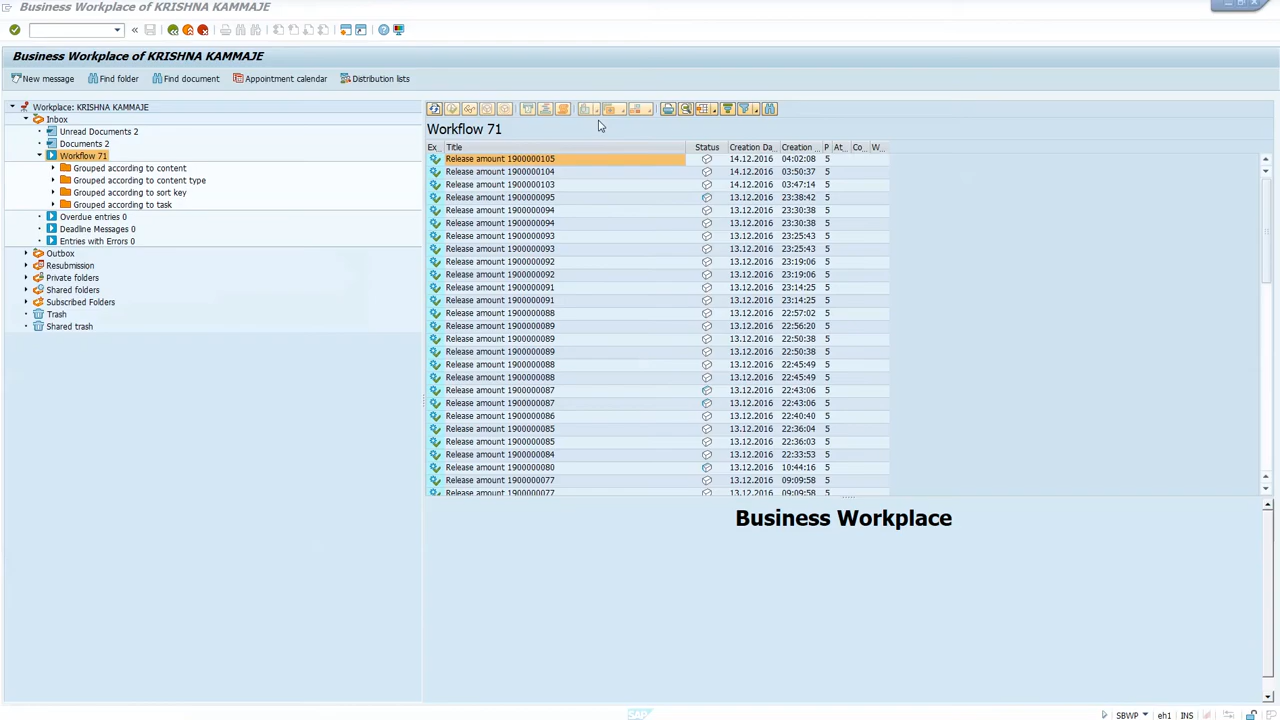 Business Workplace of KRISHNA KAMMAJE
Business Workplace of KRISHNA KAMMAJE
New message Find folder Find document Appointment calendar Distribution lists
Workplace: KRISHNA KAMMAJE
Inbox
Unread Documents 2
Documents 2
Workflow 71
Grouped according to content
Grouped according to content type
Grouped according to sort key
Grouped according to task
Overdue entries 0
Deadline Messages 0
Entries with Errors 0
Outbox
Resubmission
Private folders
Shared folders
Subscribed Folders
Trash
Shared trash
Workflow 71
Ex... Title Status Creation Da... Creation ... P At... Co... W...
Release amount 1900000105 14.12.2016 04:02:08 5
Release amount 1900000104 14.12.2016 03:50:37 5
Release amount 1900000103 14.12.2016 03:47:14 5
Release amount 1900000095 13.12.2016 23:38:42 5
Release amount 1900000094 13.12.2016 23:30:38 5
Release amount 1900000094 13.12.2016 23:30:38 5
Release amount 1900000093 13.12.2016 23:25:43 5
Release amount 1900000093 13.12.2016 23:25:43 5
Release amount 1900000092 13.12.2016 23:19:06 5
Release amount 1900000092 13.12.2016 23:19:06 5
Release amount 1900000091 13.12.2016 23:14:25 5
Release amount 1900000091 13.12.2016 23:14:25 5
Release amount 1900000088 13.12.2016 22:57:02 5
Release amount 1900000089 13.12.2016 22:56:20 5
Release amount 1900000089 13.12.2016 22:50:38 5
Release amount 1900000089 13.12.2016 22:50:38 5
Release amount 1900000088 13.12.2016 22:45:49 5
Release amount 1900000088 13.12.2016 22:45:49 5
Release amount 1900000087 13.12.2016 22:43:06 5
Release amount 1900000087 13.12.2016 22:43:06 5
Release amount 1900000086 13.12.2016 22:40:40 5
Release amount 1900000085 13.12.2016 22:36:04 5
Release amount 1900000085 13.12.2016 22:36:03 5
Release amount 1900000084 13.12.2016 22:33:53 5
Release amount 1900000080 13.12.2016 10:44:16 5
Release amount 1900000077 13.12.2016 09:09:58 5
Release amount 1900000077 13.12.2016 09:09:58 5
Business Workplace
SAP
SBWP eh1 INS